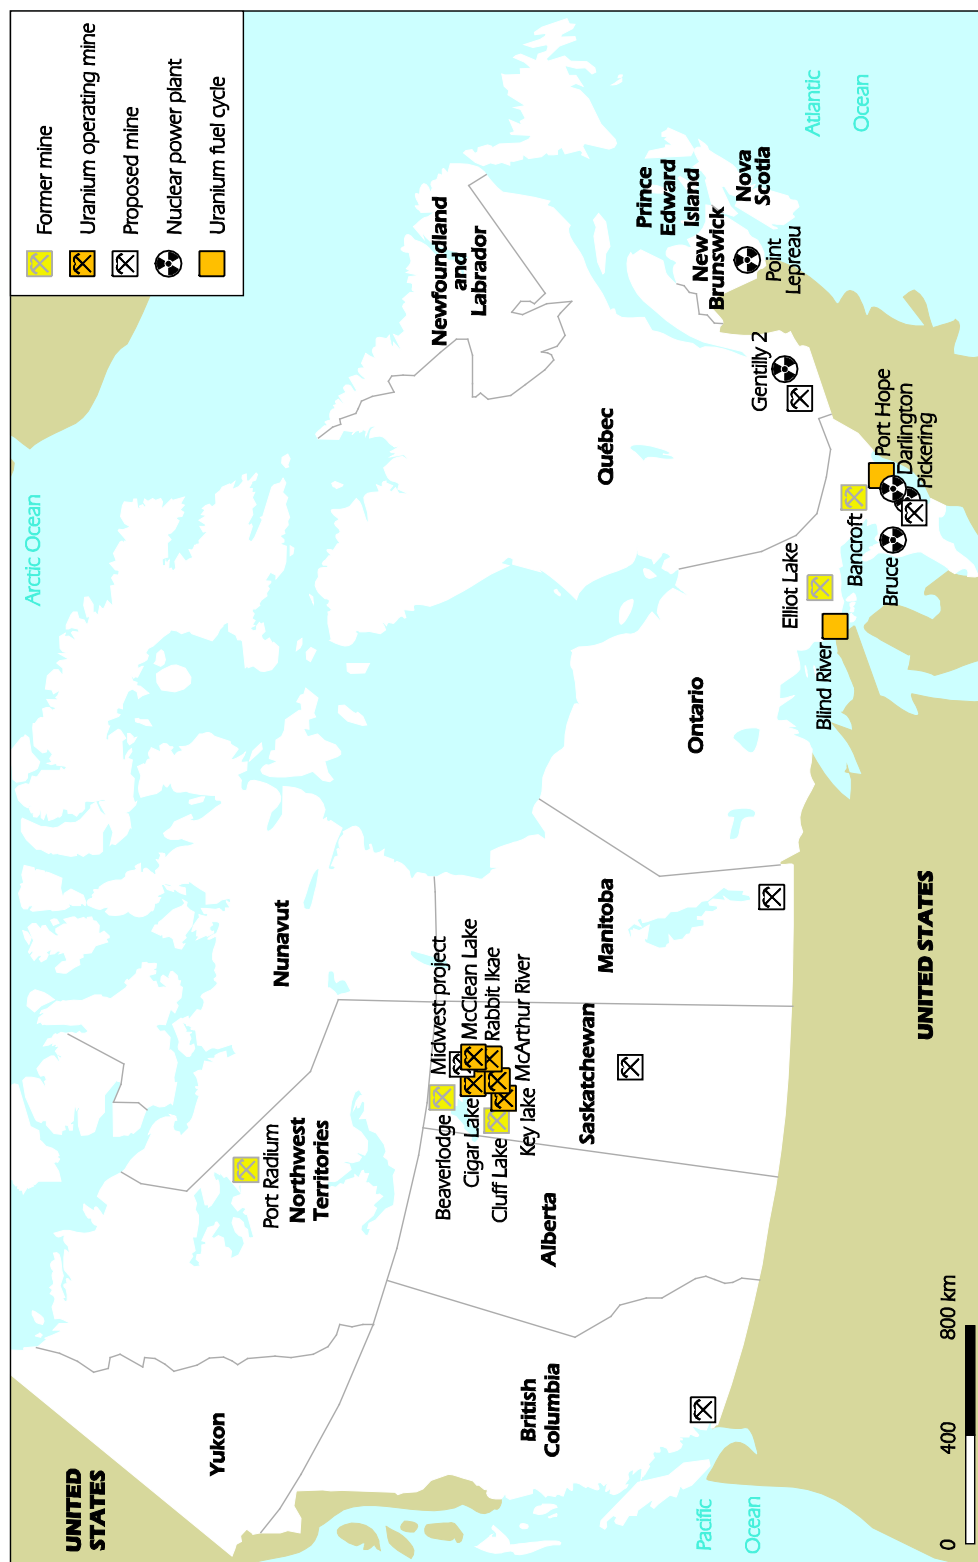 Former mine
Uranium operating mine
Proposed mine
Nuclear power plant
Uranium fuel cycle
UNITED
STATES
Arctic Ocean
Yukon
Port Radium
Northwest
Territories
Nunavut
Newfoundland
and
Labrador
British
Columbia
Alberta
Beaverlodge
Cigar Lake
Cluff Lake
Key lake
Midwest project
McClean Lake
Rabbit lkae
McArthur River
Saskatchewan
Manitoba
Ontario
Québec
Prince
Edward
Island
New
Brunswick
Nova
Scotia
Point
Lepreau
Gentilly 2
Elliot Lake
Blind River
Bancroft
Bruce
Port Hope
Darlington
Pickering
Atlantic
Ocean
Pacific
Ocean
UNITED STATES
0 400 800 km